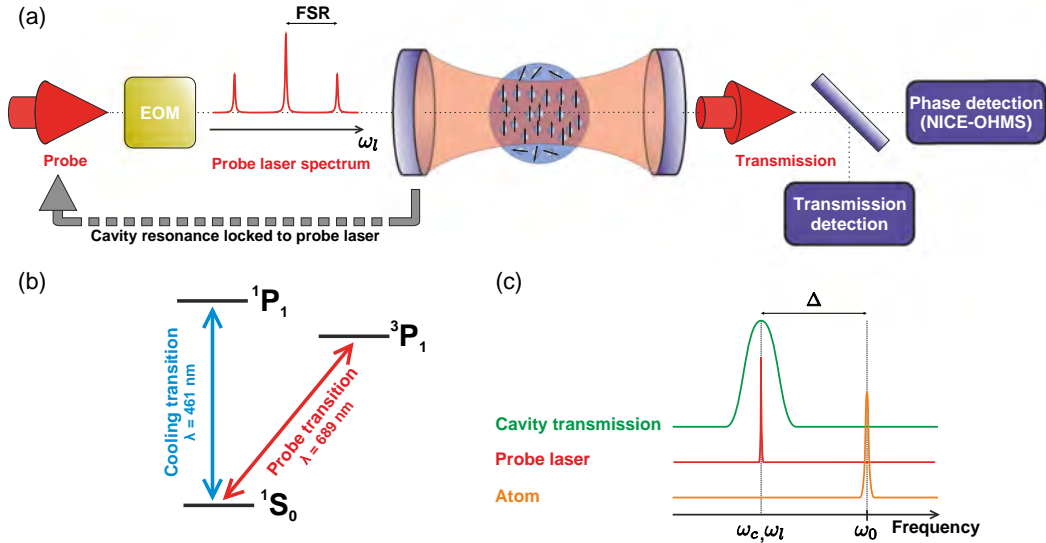 (a)
FSR
EOM
ω_l
Probe
Probe laser spectrum
Cavity resonance locked to probe laser
Transmission
Phase detection
(NICE-OHMS)
Transmission
detection
(b)
¹P₁
³P₁
Cooling transition
λ = 461 nm
Probe transition
λ = 689 nm
¹S₀
(c)
Δ
Cavity transmission
Probe laser
Atom
ω_c,ω_l
ω₀
Frequency